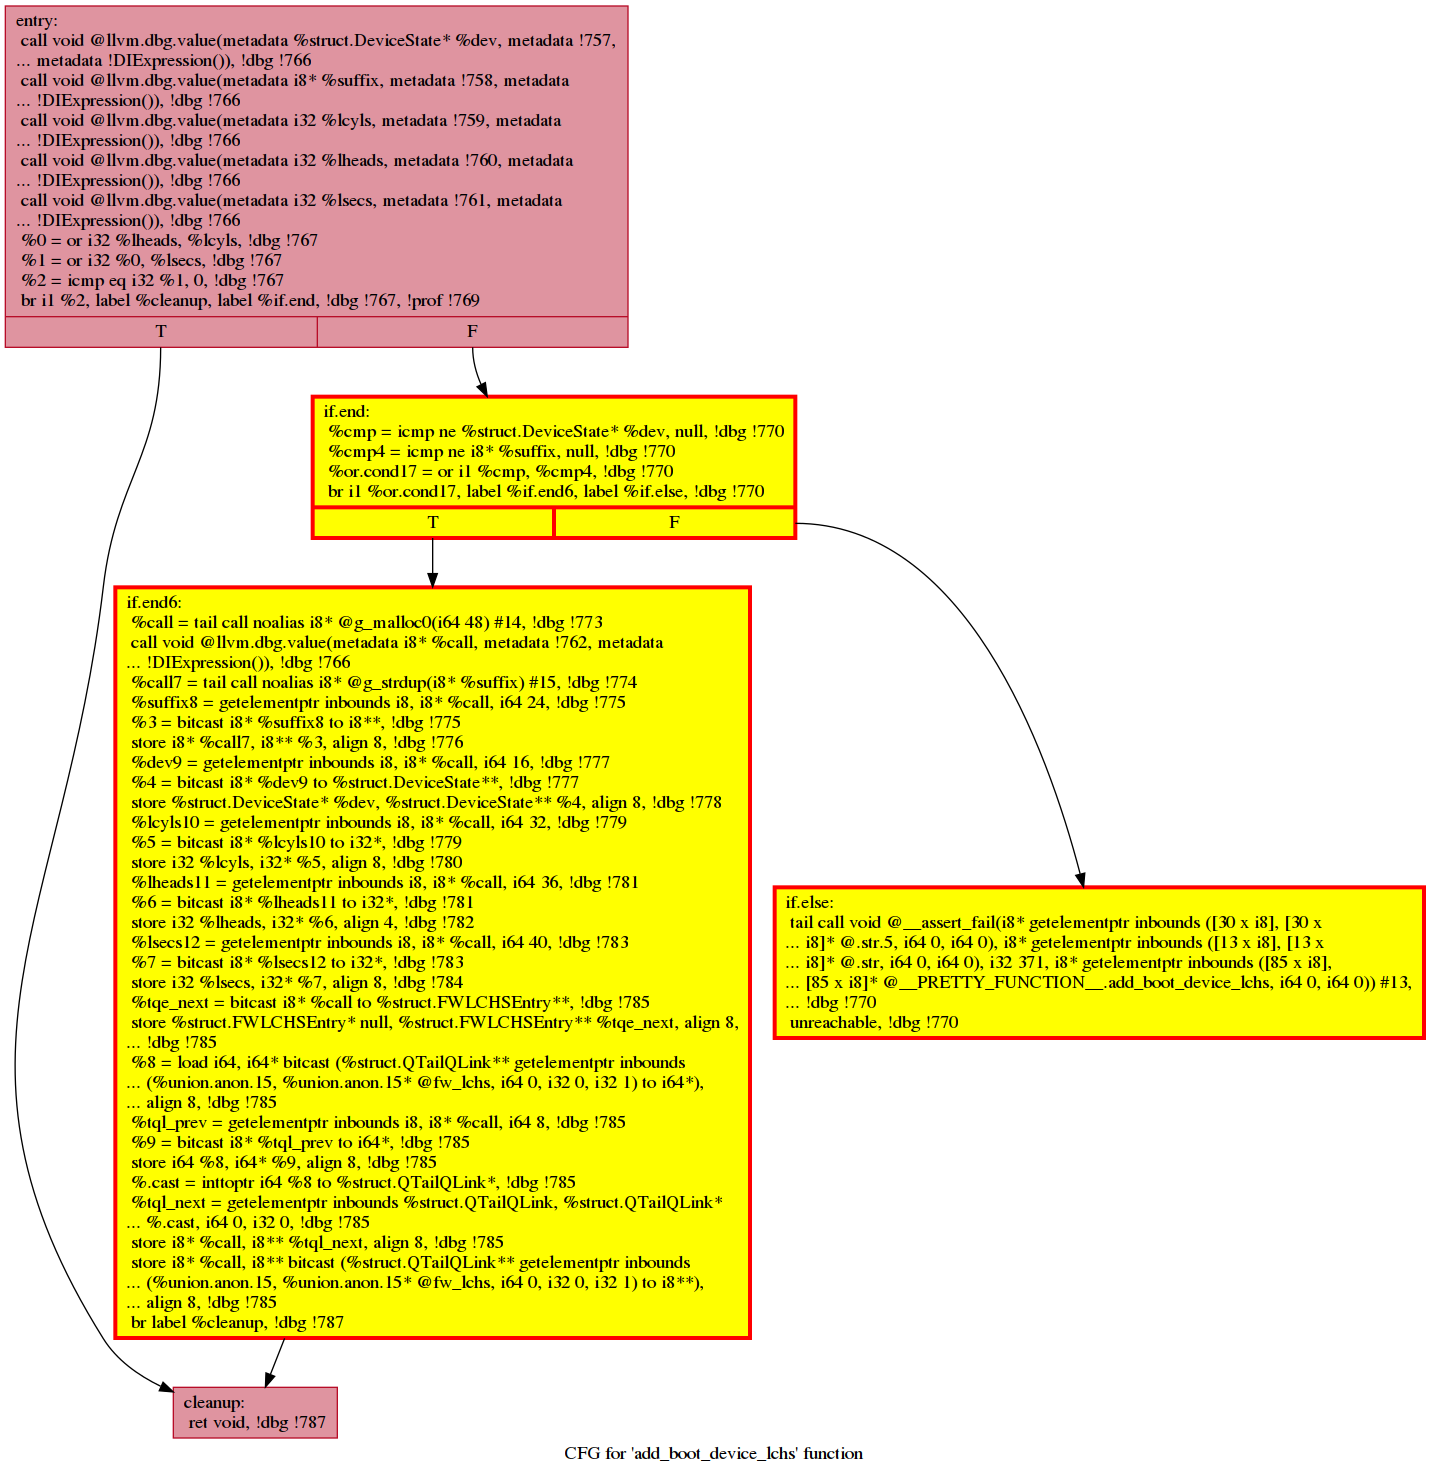 entry:
call void @llvm.dbg.value(metadata %struct.DeviceState* %dev, metadata !757,
... metadata !DIExpression()), !dbg !766
call void @llvm.dbg.value(metadata i8* %suffix, metadata !758, metadata
... !DIExpression()), !dbg !766
call void @llvm.dbg.value(metadata i32 %lcyls, metadata !759, metadata
... !DIExpression()), !dbg !766
call void @llvm.dbg.value(metadata i32 %lheads, metadata !760, metadata
... !DIExpression()), !dbg !766
call void @llvm.dbg.value(metadata i32 %lsecs, metadata !761, metadata
... !DIExpression()), !dbg !766
%0 = or i32 %lheads, %lcyls, !dbg !767
%1 = or i32 %0, %lsecs, !dbg !767
%2 = icmp eq i32 %1, 0, !dbg !767
br i1 %2, label %cleanup, label %if.end, !dbg !767, !prof !769
T F
if.end:
%cmp = icmp ne %struct.DeviceState* %dev, null, !dbg !770
%cmp4 = icmp ne i8* %suffix, null, !dbg !770
%or.cond17 = or i1 %cmp, %cmp4, !dbg !770
br i1 %or.cond17, label %if.end6, label %if.else, !dbg !770
T F
if.end6:
%call = tail call noalias i8* @g_malloc0(i64 48) #14, !dbg !773
call void @llvm.dbg.value(metadata i8* %call, metadata !762, metadata
... !DIExpression()), !dbg !766
%call7 = tail call noalias i8* @g_strdup(i8* %suffix) #15, !dbg !774
%suffix8 = getelementptr inbounds i8, i8* %call, i64 24, !dbg !775
%3 = bitcast i8* %suffix8 to i8**, !dbg !775
store i8* %call7, i8** %3, align 8, !dbg !776
%dev9 = getelementptr inbounds i8, i8* %call, i64 16, !dbg !777
%4 = bitcast i8* %dev9 to %struct.DeviceState**, !dbg !777
store %struct.DeviceState* %dev, %struct.DeviceState** %4, align 8, !dbg !778
%lcyls10 = getelementptr inbounds i8, i8* %call, i64 32, !dbg !779
%5 = bitcast i8* %lcyls10 to i32*, !dbg !779
store i32 %lcyls, i32* %5, align 8, !dbg !780
%lheads11 = getelementptr inbounds i8, i8* %call, i64 36, !dbg !781
%6 = bitcast i8* %lheads11 to i32*, !dbg !781
store i32 %lheads, i32* %6, align 4, !dbg !782
%lsecs12 = getelementptr inbounds i8, i8* %call, i64 40, !dbg !783
%7 = bitcast i8* %lsecs12 to i32*, !dbg !783
store i32 %lsecs, i32* %7, align 8, !dbg !784
%tqe_next = bitcast i8* %call to %struct.FWLCHSEntry**, !dbg !785
store %struct.FWLCHSEntry* null, %struct.FWLCHSEntry** %tqe_next, align 8,
... !dbg !785
%8 = load i64, i64* bitcast (%struct.QTailQLink** getelementptr inbounds
... (%union.anon.15, %union.anon.15* @fw_lchs, i64 0, i32 0, i32 1) to i64*),
... align 8, !dbg !785
%tql_prev = getelementptr inbounds i8, i8* %call, i64 8, !dbg !785
%9 = bitcast i8* %tql_prev to i64*, !dbg !785
store i64 %8, i64* %9, align 8, !dbg !785
%.cast = inttoptr i64 %8 to %struct.QTailQLink*, !dbg !785
%tql_next = getelementptr inbounds %struct.QTailQLink, %struct.QTailQLink*
... %.cast, i64 0, i32 0, !dbg !785
store i8* %call, i8** %tql_next, align 8, !dbg !785
store i8* %call, i8** bitcast (%struct.QTailQLink** getelementptr inbounds
... (%union.anon.15, %union.anon.15* @fw_lchs, i64 0, i32 0, i32 1) to i8**),
... align 8, !dbg !785
br label %cleanup, !dbg !787
if.else:
tail call void @__assert_fail(i8* getelementptr inbounds ([30 x i8], [30 x
... i8]* @.str.5, i64 0, i64 0), i8* getelementptr inbounds ([13 x i8], [13 x
... i8]* @.str, i64 0, i64 0), i32 371, i8* getelementptr inbounds ([85 x i8],
... [85 x i8]* @__PRETTY_FUNCTION__.add_boot_device_lchs, i64 0, i64 0)) #13,
... !dbg !770
unreachable, !dbg !770
cleanup:
ret void, !dbg !787
CFG for 'add_boot_device_lchs' function